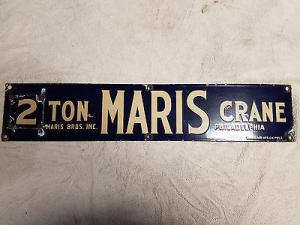 2 TON MARIS CRANE
MARIS BROS. INC. PHILADELPHIA